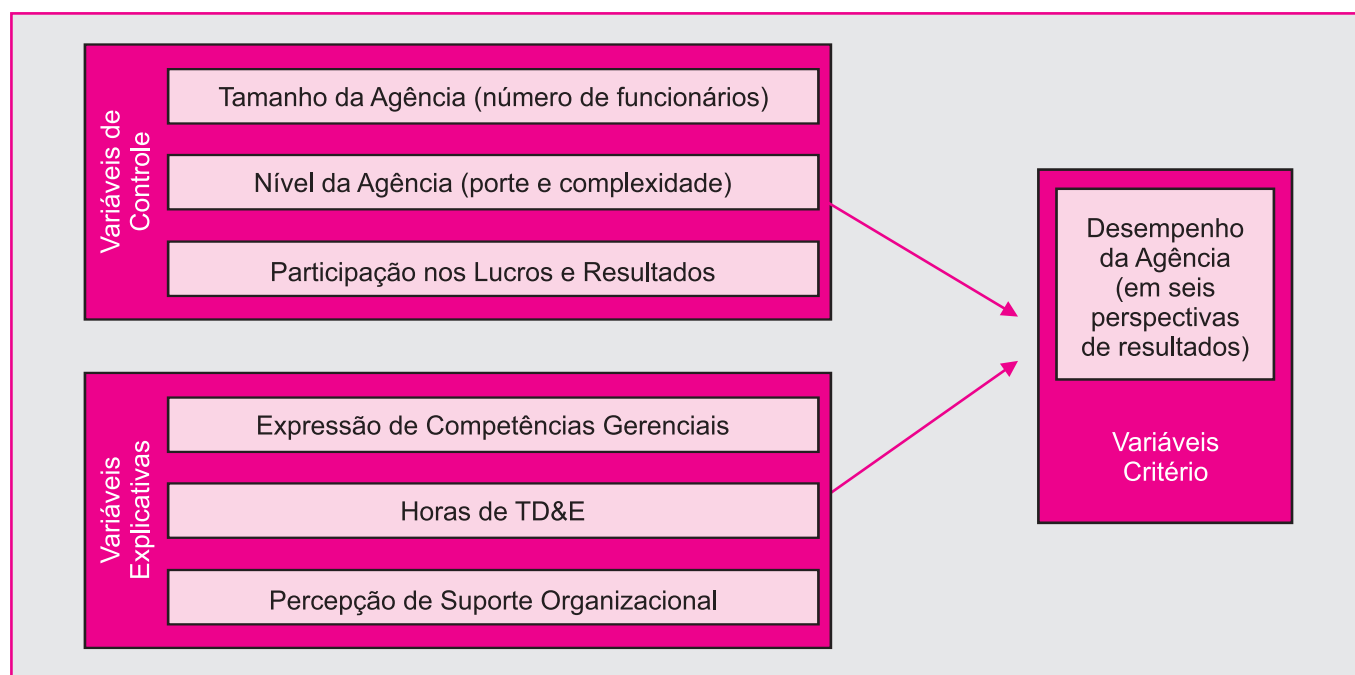 Variáveis de
Controle
Tamanho da Agência (número de funcionários)
Nível da Agência (porte e complexidade)
Participação nos Lucros e Resultados
Variáveis
Explicativas
Expressão de Competências Gerenciais
Horas de TD&E
Percepção de Suporte Organizacional
Desempenho
da Agência
(em seis
perspectivas
de resultados)
Variáveis
Critério